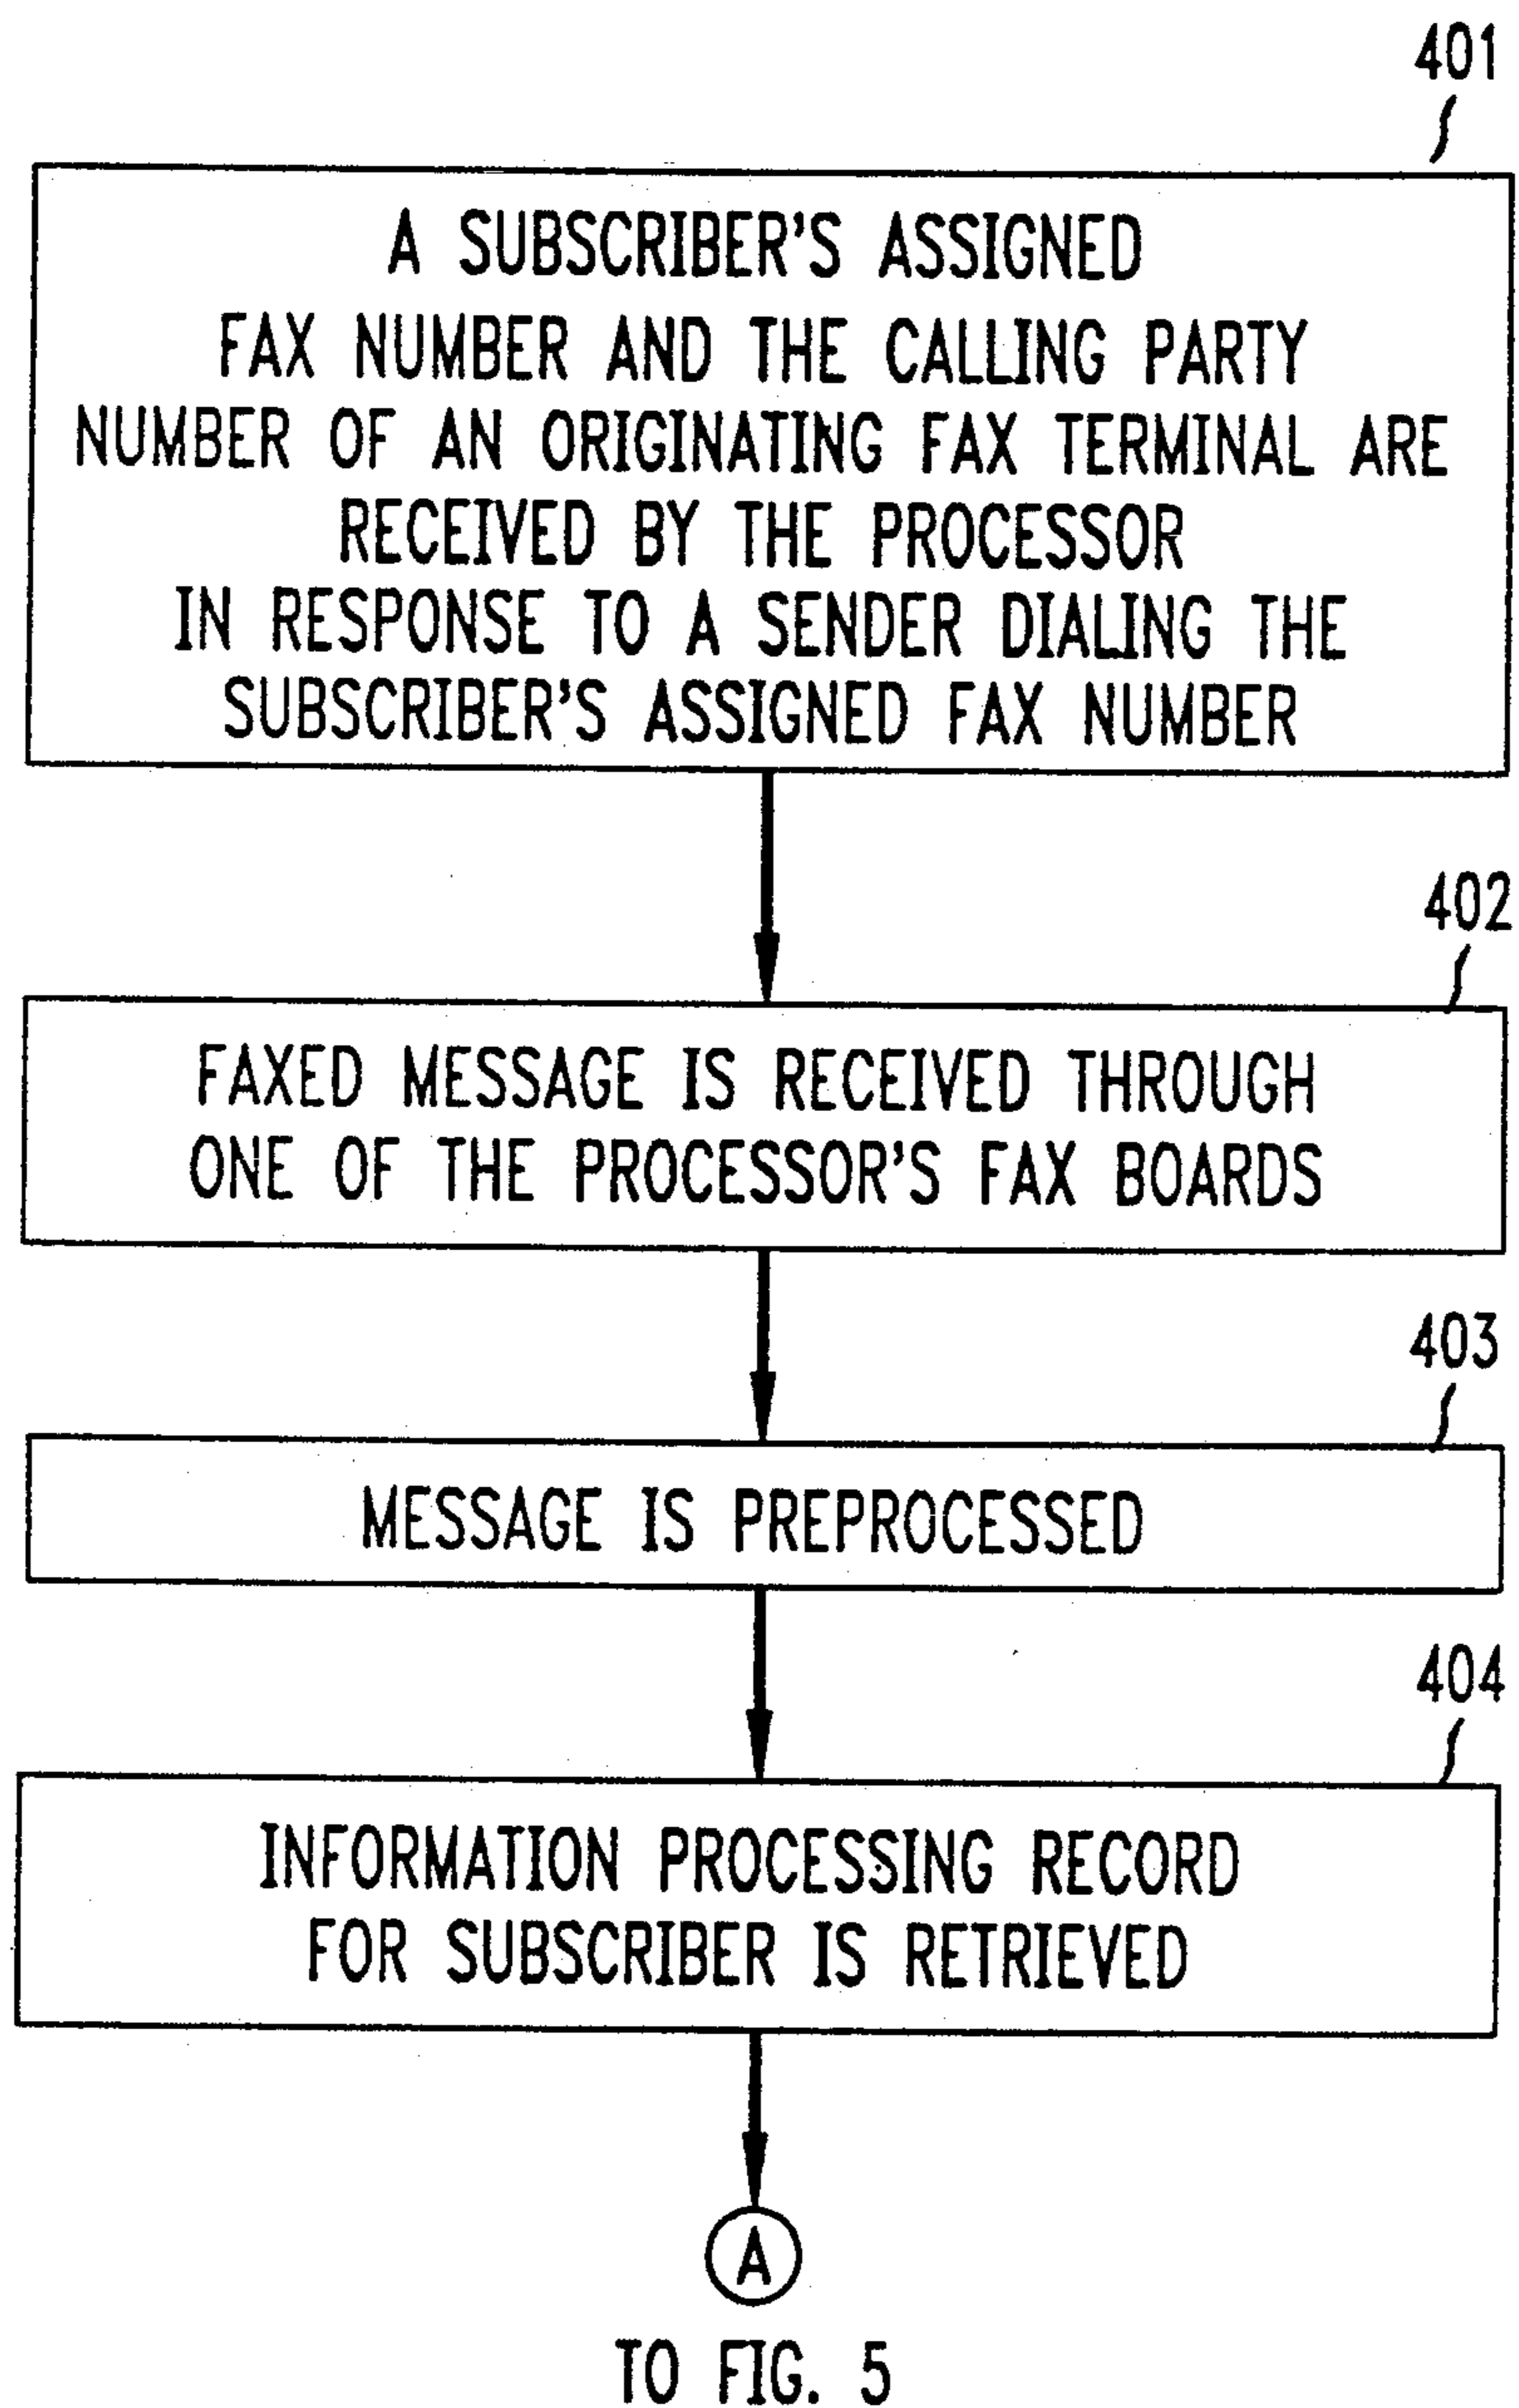 401
A SUBSCRIBER'S ASSIGNED
FAX NUMBER AND THE CALLING PARTY
NUMBER OF AN ORIGINATING FAX TERMINAL ARE
RECEIVED BY THE PROCESSOR
IN RESPONSE TO A SENDER DIALING THE
SUBSCRIBER'S ASSIGNED FAX NUMBER
402
FAXED MESSAGE IS RECEIVED THROUGH
ONE OF THE PROCESSOR'S FAX BOARDS
403
MESSAGE IS PREPROCESSED
404
INFORMATION PROCESSING RECORD
FOR SUBSCRIBER IS RETRIEVED
A
TO FIG. 5